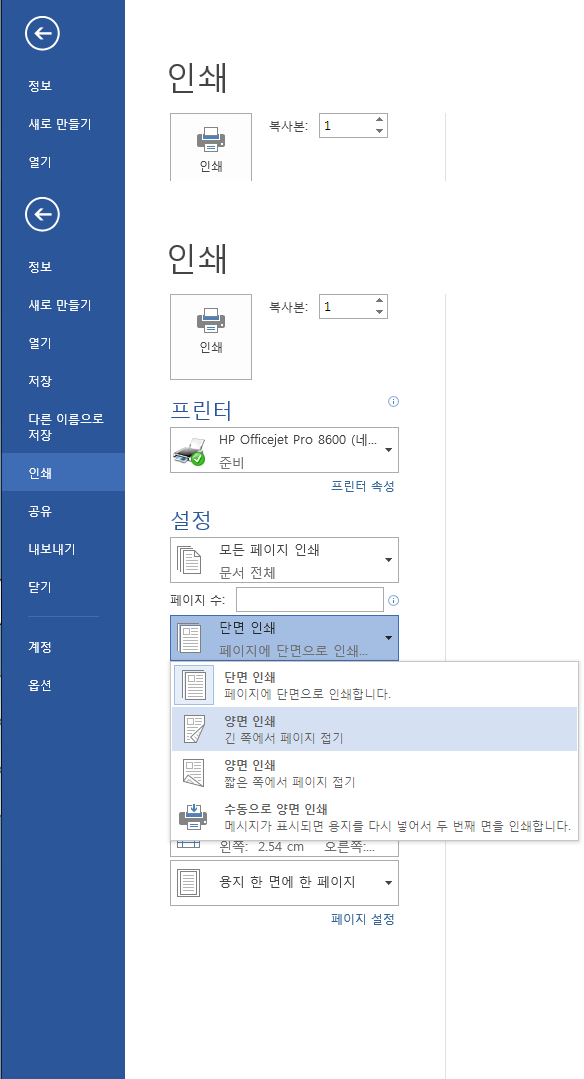 정보
새로 만들기
열기
인쇄
인쇄
복사본: 1
정보
새로 만들기
열기
저장
다른 이름으로
저장
인쇄
공유
내보내기
닫기
계정
옵션
인쇄
인쇄
복사본: 1
프린터
HP Officejet Pro 8600 (네...
준비
프린터 속성
설정
모든 페이지 인쇄
문서 전체
페이지 수:
단면 인쇄
페이지에 단면으로 인쇄...
단면 인쇄
페이지에 단면으로 인쇄합니다.
양면 인쇄
긴 쪽에서 페이지 접기
양면 인쇄
짧은 쪽에서 페이지 접기
수동으로 양면 인쇄
메시지가 표시되면 용지를 다시 넣어서 두 번째 면을 인쇄합니다.
왼쪽: 2.54 cm 오른쪽:...
용지 한 면에 한 페이지
페이지 설정